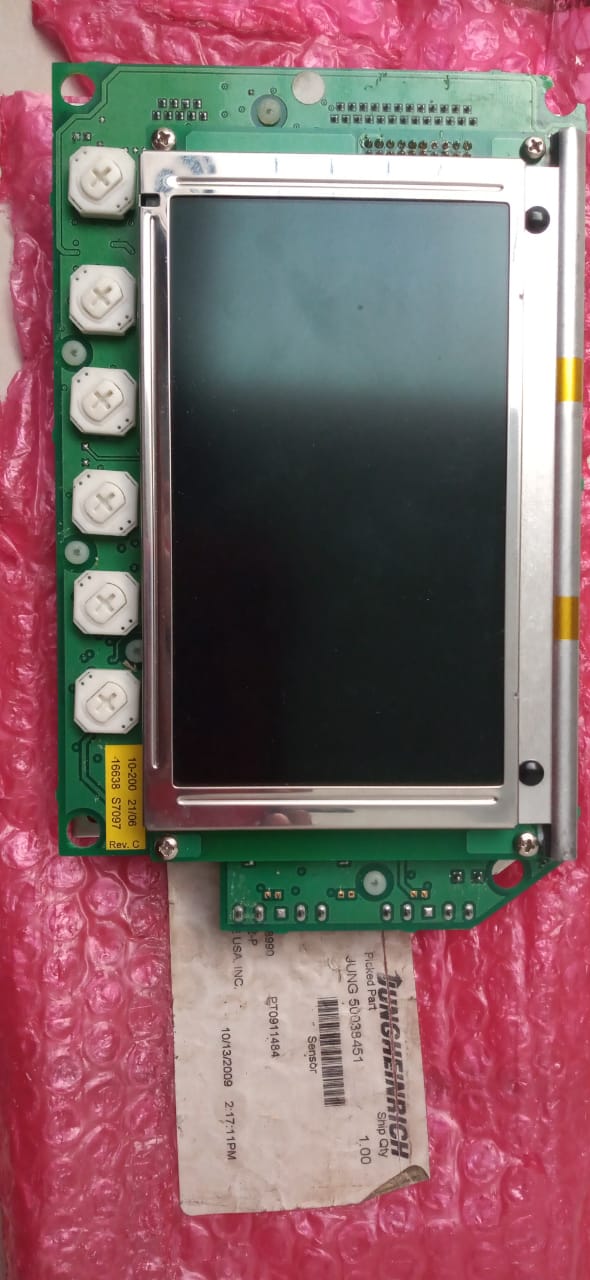 10-200 21/06
16638 S7097
Rev. C
JUNGHEINRICH
Picked Part
Ship Qty
JUNG 50038451
1.00
Sensor
PT0911484
8990
2-P
USA, INC.
10/13/2009 2:17:11PM